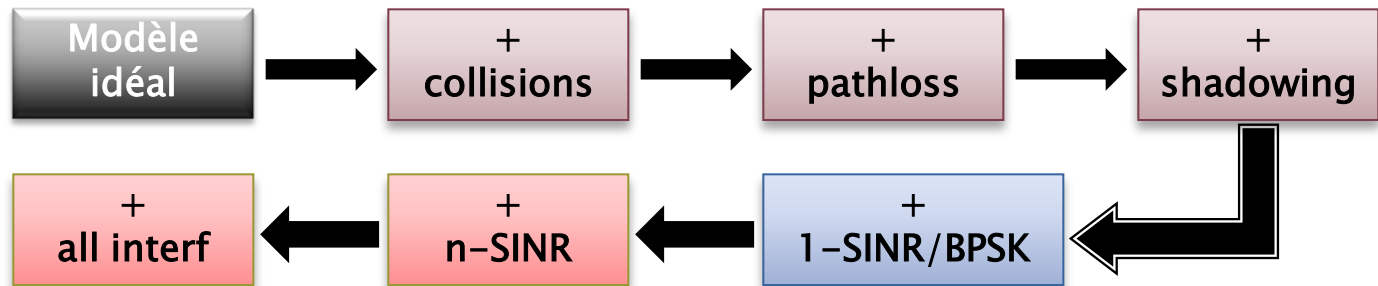 Modèle
idéal
+
collisions
+
pathloss
+
shadowing
+
1-SINR/BPSK
+
n-SINR
+
all interf